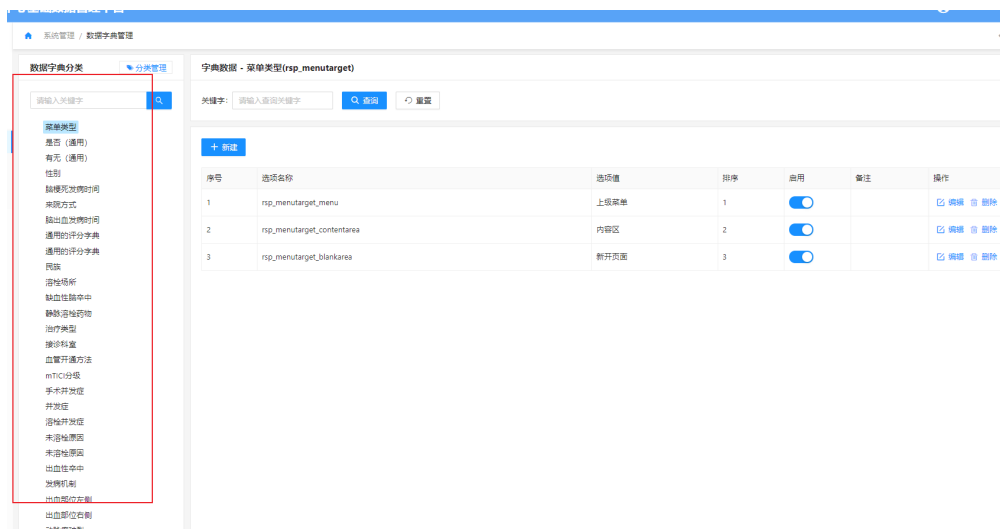 系统管理 / 数据字典管理
数据字典分类
分类管理
字典数据 - 菜单类型(rsp_menutarget)
请输入关键字
关键字:
请输入查询关键字
查询
重置
菜单类型
是否（通用）
有无（通用）
性别
脑梗死发病时间
来院方式
脑出血发病时间
通用的评分字典
通用的评分字典
民族
溶栓场所
缺血性脑卒中
静脉溶栓药物
治疗类型
接诊科室
血管开通方法
mTICI分级
手术并发症
并发症
溶栓并发症
未溶栓原因
未溶栓原因
出血性卒中
发病机制
出血部位左侧
出血部位右侧
+ 新建
序号 选项名称 选项值 排序 启用 备注 操作
1 rsp_menutarget_menu 上级菜单 1 编辑 删除
2 rsp_menutarget_contentarea 内容区 2 编辑 删除
3 rsp_menutarget_blankarea 新开页面 3 编辑 删除